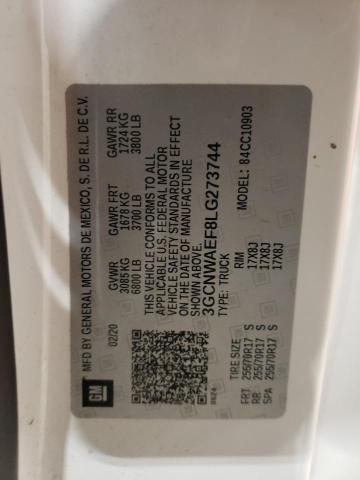 GM
MFD BY GENERAL MOTORS DE MEXICO, S. DE R.L. DE C.V.
02/20
GVWR GAWR FRT GAWR RR
3085KG 1678 KG 1724 KG
6800 LB 3700 LB 3800 LB
THIS VEHICLE CONFORMS TO ALL
APPLICABLE U.S. FEDERAL MOTOR
VEHICLE SAFETY STANDARDS IN EFFECT
ON THE DATE OF MANUFACTURE
SHOWN ABOVE.
3GCNWAEF8LG273744
TYPE: TRUCK MODEL: 84CC10903
TIRE SIZE RIM
FRT 255/70R17 S 17X8J
RR 255/70R17 S 17X8J
SPA 255/70R17 S 17X8J